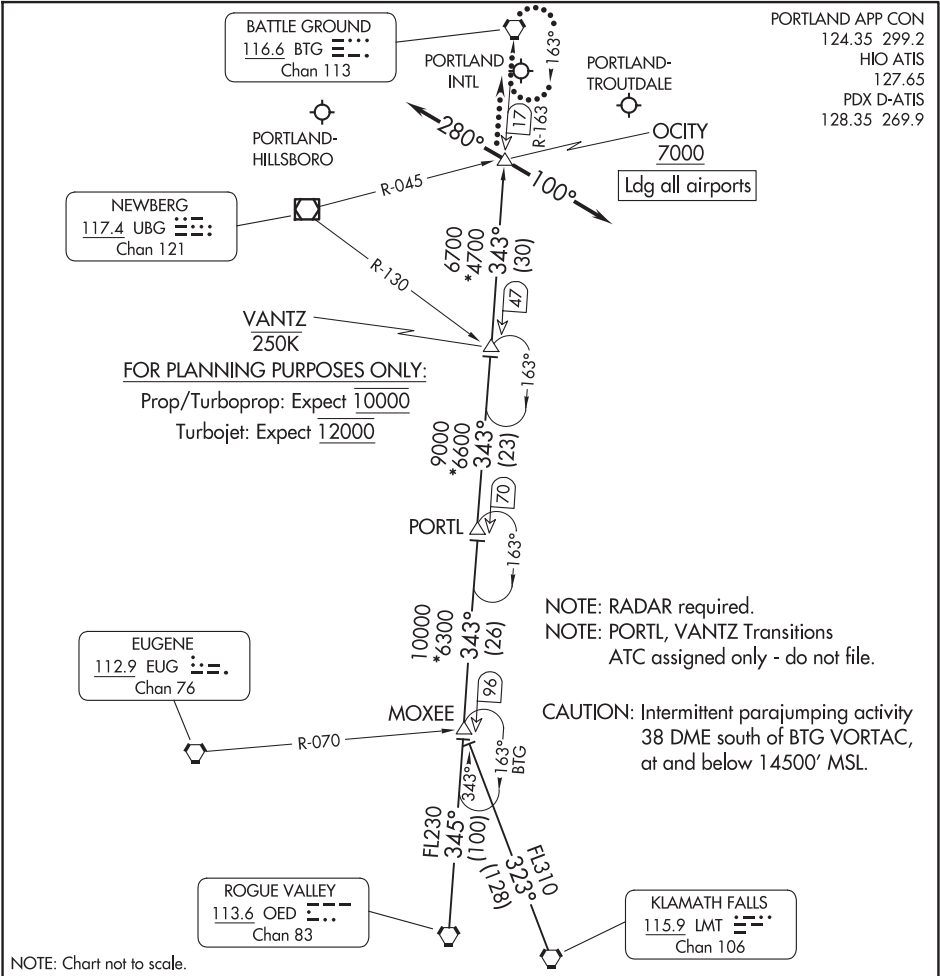 BATTLE GROUND
116.6 BTG
Chan 113
PORTLAND APP CON
124.35 299.2
HIO ATIS
127.65
PDX D-ATIS
128.35 269.9
PORTLAND
INTL
163°
PORTLAND-
TROUTDALE
PORTLAND-
HILLSBORO
280°
17
R-163
OCITY
7000
100°
Ldg all airports
R-045
NEWBERG
117.4 UBG
Chan 121
R-130
6700
*4700
343°
(30)
47
VANTZ
250K
163°
FOR PLANNING PURPOSES ONLY:
Prop/Turboprop: Expect 10000
Turbojet: Expect 12000
9000
*6600
343°
(23)
70
PORTL
163°
NOTE: RADAR required.
NOTE: PORTL, VANTZ Transitions
ATC assigned only - do not file.
10000
*6300
343°
(26)
96
EUGENE
112.9 EUG
Chan 76
MOXEE
CAUTION: Intermittent parajumping activity
38 DME south of BTG VORTAC,
at and below 14500' MSL.
R-070
343°
163°
BTG
FL230
345°
(100)
FL310
323°
(128)
ROGUE VALLEY
113.6 OED
Chan 83
KLAMATH FALLS
115.9 LMT
Chan 106
NOTE: Chart not to scale.